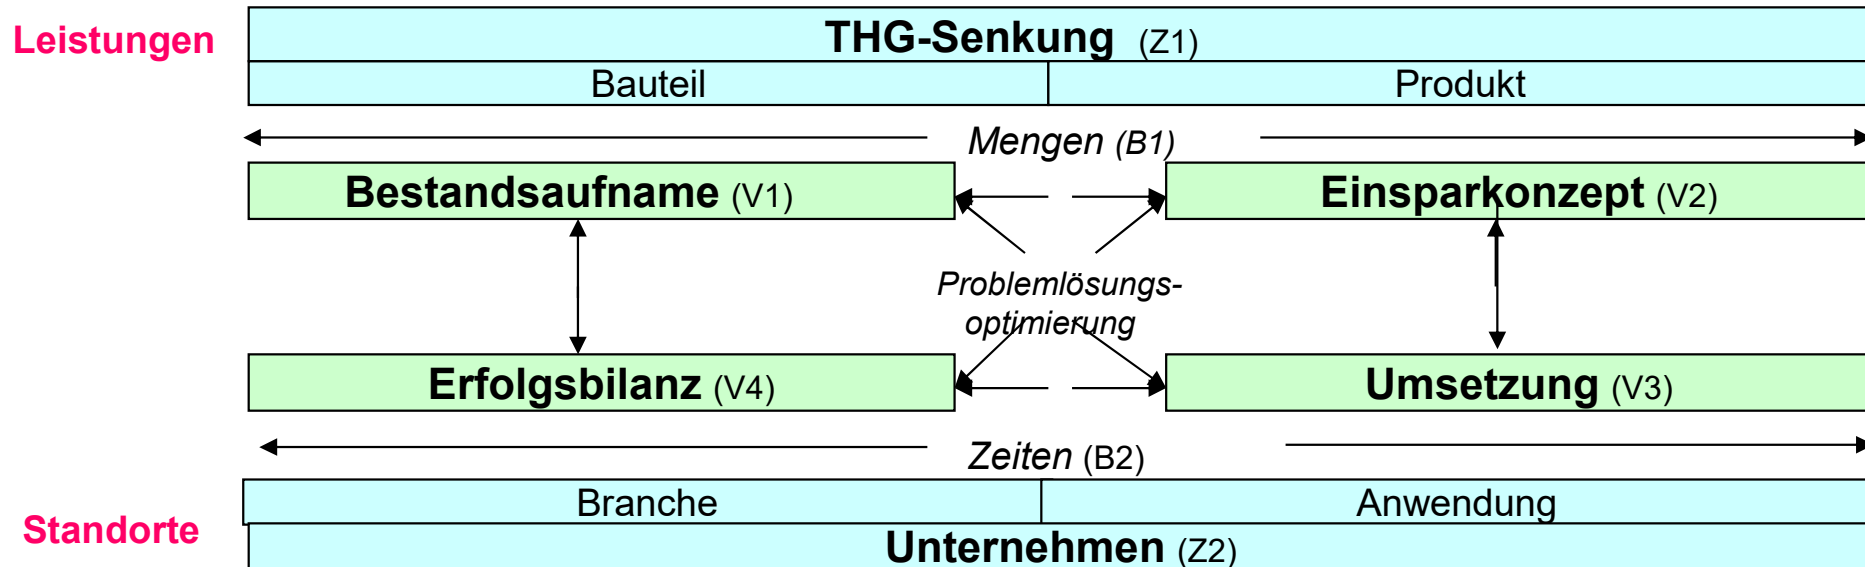 Leistungen
THG-Senkung (Z1)
Bauteil
Produkt
Mengen (B1)
Bestandsaufname (V1)
Einsparkonzept (V2)
Problemlösungs-
optimierung
Erfolgsbilanz (V4)
Umsetzung (V3)
Zeiten (B2)
Branche
Anwendung
Standorte
Unternehmen (Z2)